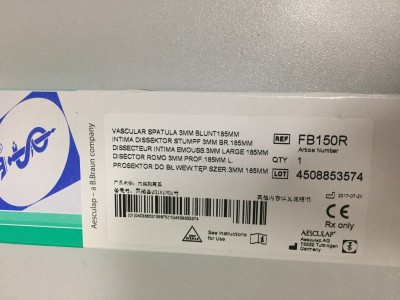 VASCULAR SPATULA 3MM BLUNT185MM
INTIMA DISSEKTOR STUMPF 3MM BR.185MM
DISSECTEUR INTIMA EMOUSS.3MM LARGE 185MM
DISECTOR ROMO 3MM PROF.185MM L.
PROSEKTOR DO BŁ.WEW.TĘP.SZER.3MM 185MM
REF FB150R
Article Number
QTY 1
LOT 4508853574
Rx only
See Instructions
for Use
AESCULAP®
Aesculap AG
78532 Tuttlingen
Germany
Aesculap – a B.Braun company